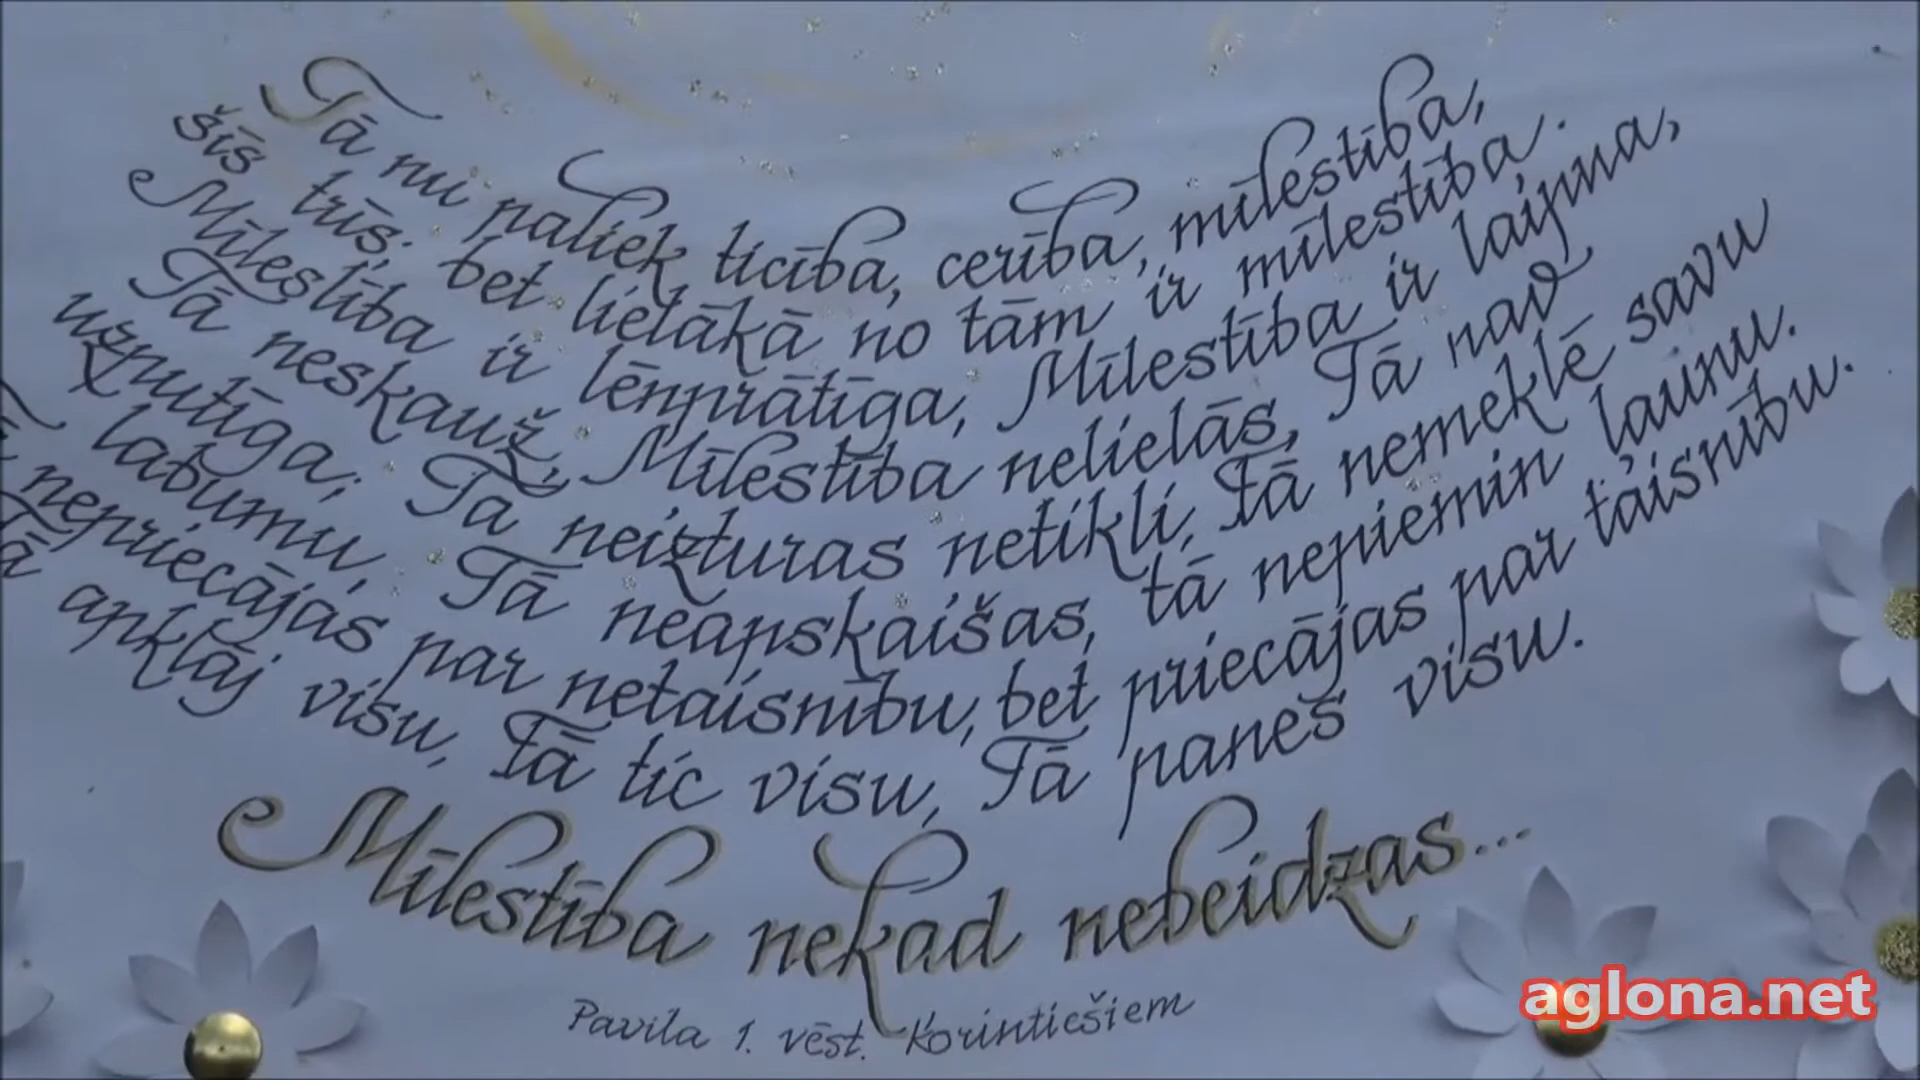 Tā nu paliek ticība, cerība, mīlestība,
šīs trīs; bet lielākā no tām ir mīlestība.
Mīlestība ir lēnprātīga, Mīlestība ir laipna,
Tā neskauž, Mīlestība nelielās, Tā nav
uzpūtīga; Tā neizturas netikli, Tā nemeklē savu
labumu, Tā neapskaišas, tā nepiemin ļaunu.
nepriecājas par netaisnību, bet priecājas par taisnību.
Tā apklāj visu, Tā tic visu, Tā panes visu.
Mīlestība nekad nebeidzas...
Pavila 1. vēst. Korintiešiem
aglona.net